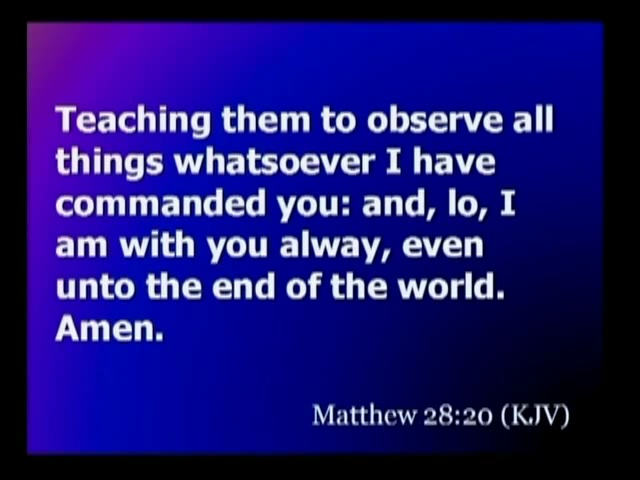 Teaching them to observe all
things whatsoever I have
commanded you: and, lo, I
am with you alway, even
unto the end of the world.
Amen.
Matthew 28:20 (KJV)